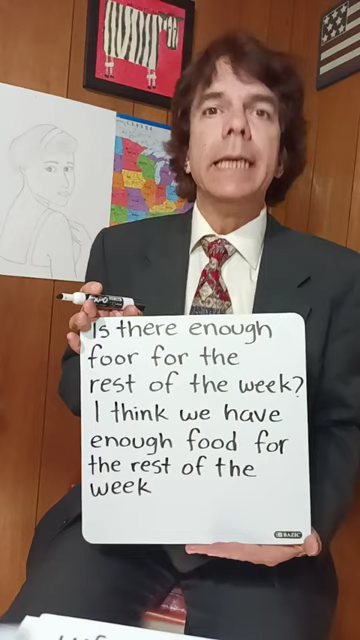 Is there enough
foor for the
rest of the week?
I think we have
enough food for
the rest of the
week
BAZIC